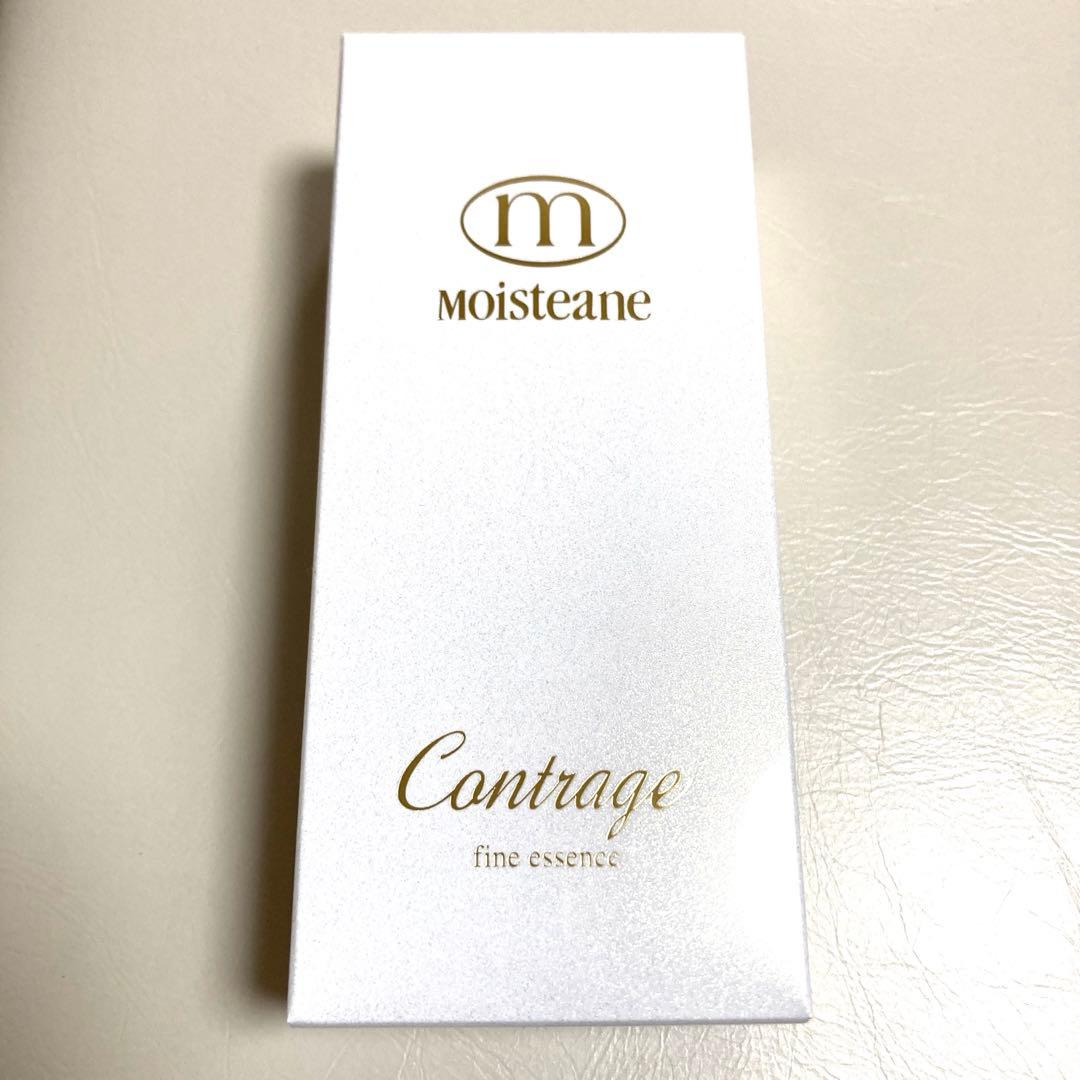 m
Moisteane
Contrage
fine essence